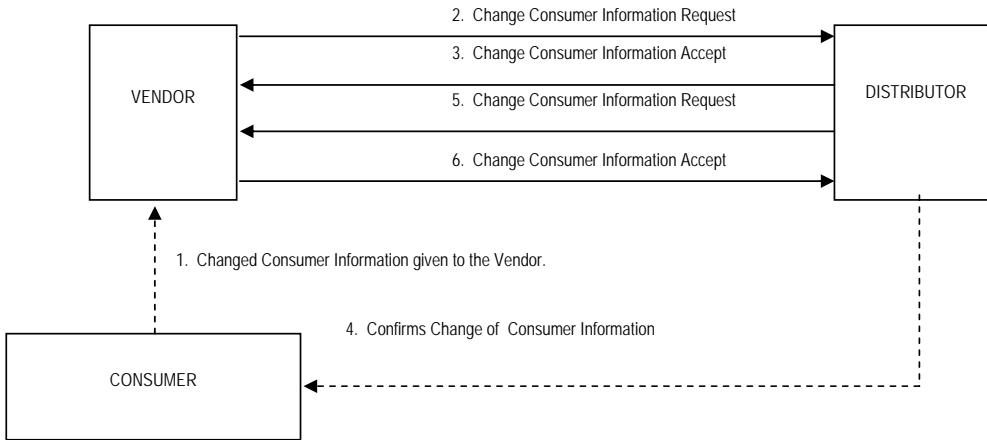 2. Change Consumer Information Request
3. Change Consumer Information Accept
VENDOR
DISTRIBUTOR
5. Change Consumer Information Request
6. Change Consumer Information Accept
1. Changed Consumer Information given to the Vendor.
4. Confirms Change of Consumer Information
CONSUMER